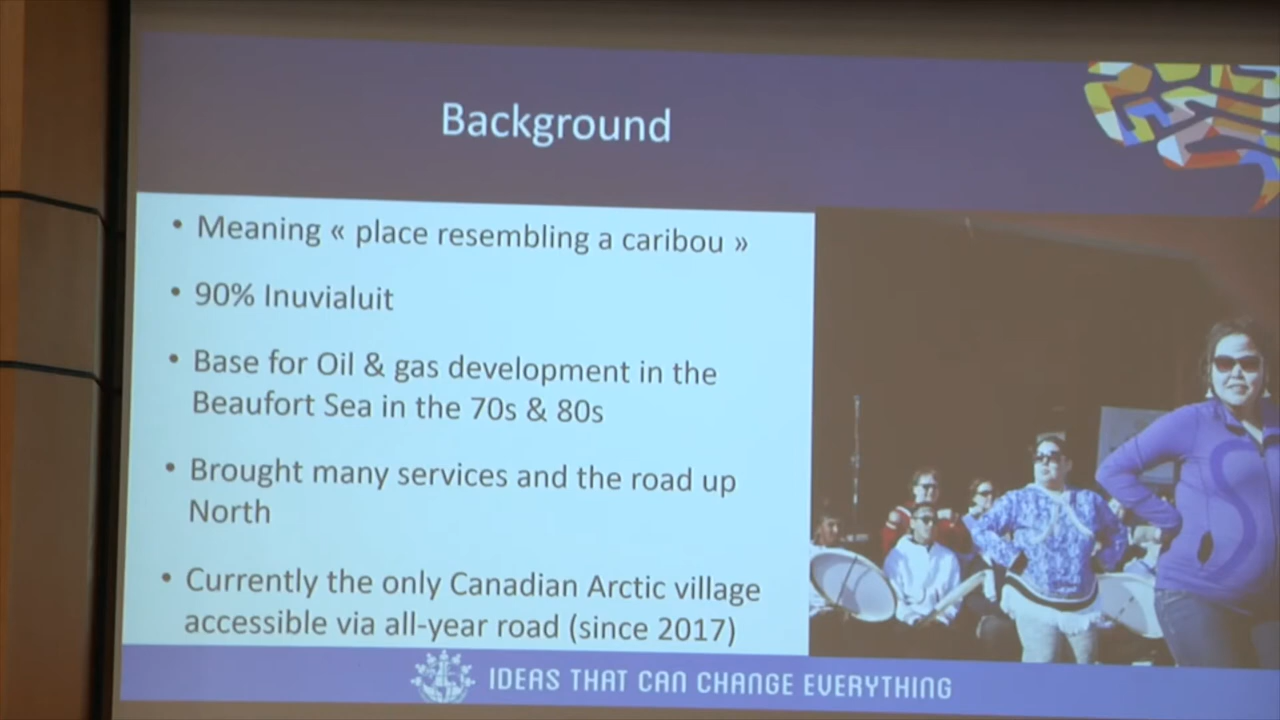 Background
• Meaning « place resembling a caribou »
• 90% Inuvialuit
• Base for Oil & gas development in the
Beaufort Sea in the 70s & 80s
• Brought many services and the road up
North
• Currently the only Canadian Arctic village
accessible via all-year road (since 2017)
IDEAS THAT CAN CHANGE EVERYTHING